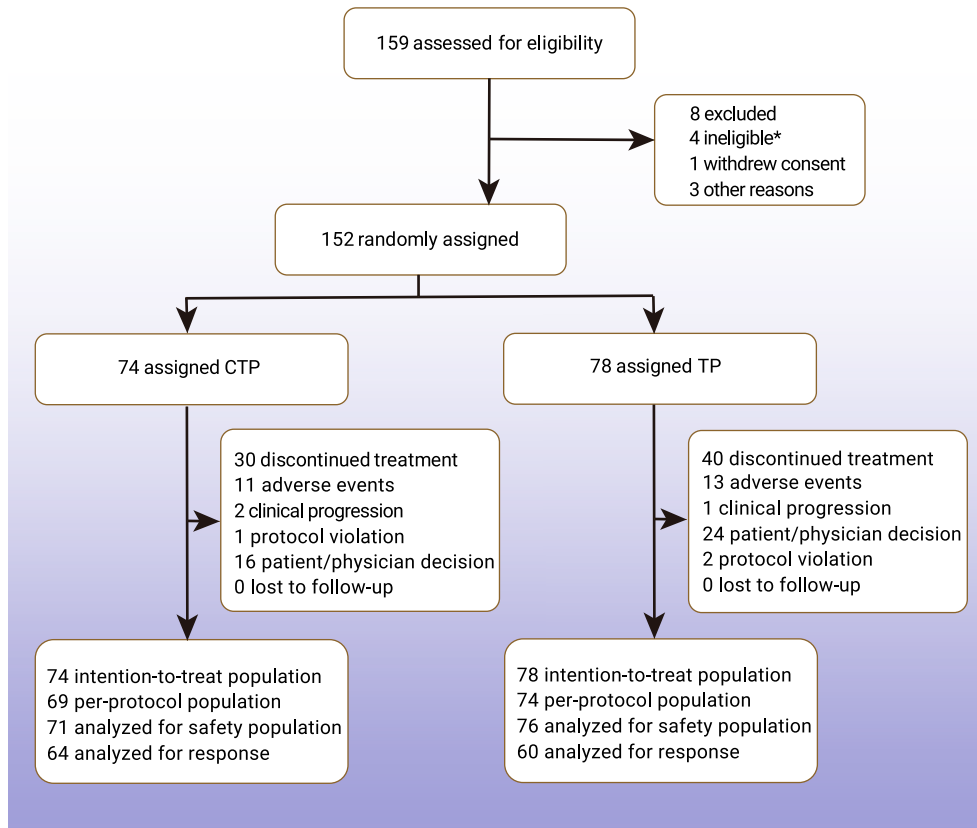 159 assessed for eligibility
8 excluded
4 ineligible*
1 withdrew consent
3 other reasons
152 randomly assigned
74 assigned CTP
78 assigned TP
30 discontinued treatment
11 adverse events
2 clinical progression
1 protocol violation
16 patient/physician decision
0 lost to follow-up
40 discontinued treatment
13 adverse events
1 clinical progression
24 patient/physician decision
2 protocol violation
0 lost to follow-up
74 intention-to-treat population
69 per-protocol population
71 analyzed for safety population
64 analyzed for response
78 intention-to-treat population
74 per-protocol population
76 analyzed for safety population
60 analyzed for response